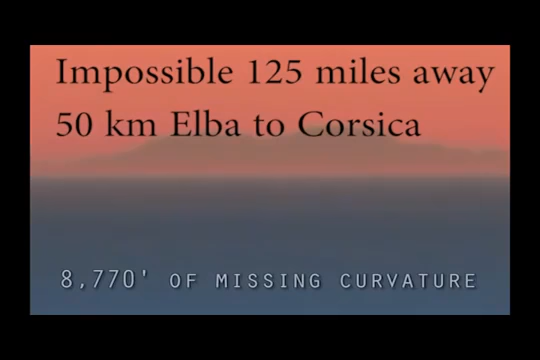 Impossible 125 miles away
50 km Elba to Corsica
8,770' OF MISSING CURVATURE